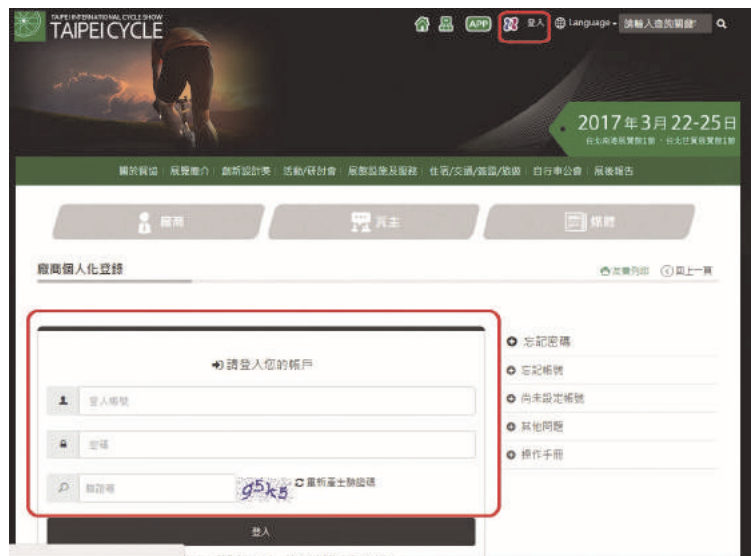 TAIPEI INTERNATIONAL CYCLE SHOW
TAIPEI CYCLE
APP
登入
Language
請輸入查詢關鍵字
2017年3月22-25日
台北南港展覽館1館
台北世貿展覽館1館
關於貿協
展覽簡介
創新設計獎
活動/研討會
展館設施及服務
住宿/交通/簽證/旅遊
自行車公會
展後報告
廠商
買主
媒體
廠商個人化登錄
友善列印
回上一頁
請登入您的帳戶
登入帳號
密碼
驗證碼
g5k5
重新產生驗證碼
登入
忘記密碼
忘記帳號
尚未設定帳號
其他問題
操作手冊